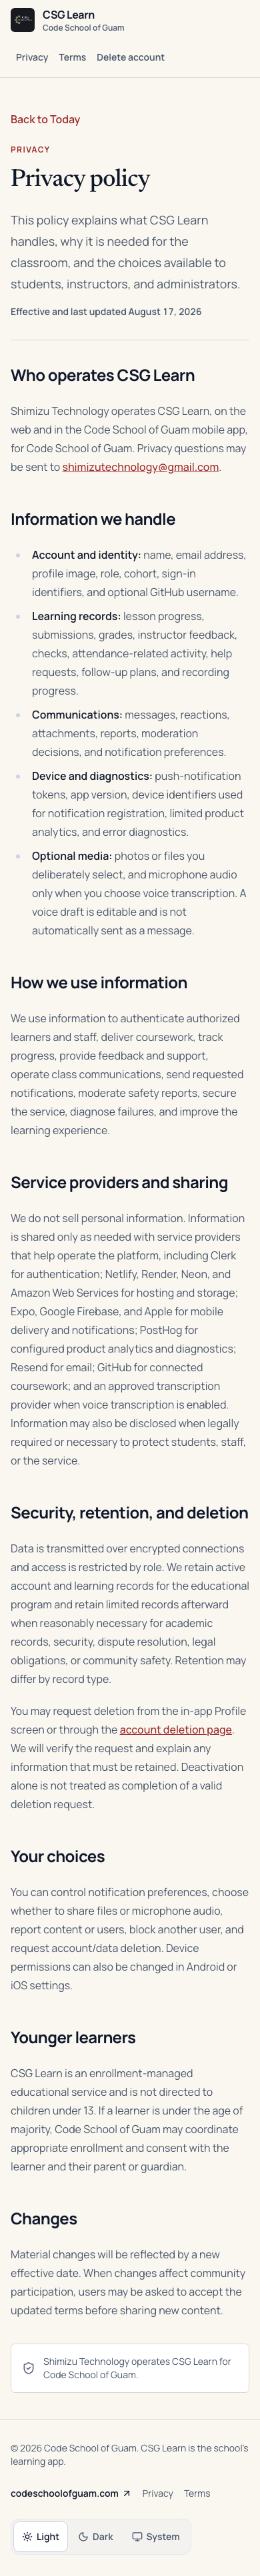 CSG Learn
Code School of Guam
Privacy Terms Delete account
Back to Today
PRIVACY
Privacy policy
This policy explains what CSG Learn
handles, why it is needed for the
classroom, and the choices available to
students, instructors, and administrators.
Effective and last updated August 17, 2026
Who operates CSG Learn
Shimizu Technology operates CSG Learn, on the
web and in the Code School of Guam mobile app,
for Code School of Guam. Privacy questions may
be sent to shimizutechnology@gmail.com.
Information we handle
Account and identity: name, email address,
profile image, role, cohort, sign-in
identifiers, and optional GitHub username.
Learning records: lesson progress,
submissions, grades, instructor feedback,
checks, attendance-related activity, help
requests, follow-up plans, and recording
progress.
Communications: messages, reactions,
attachments, reports, moderation
decisions, and notification preferences.
Device and diagnostics: push-notification
tokens, app version, device identifiers used
for notification registration, limited product
analytics, and error diagnostics.
Optional media: photos or files you
deliberately select, and microphone audio
only when you choose voice transcription. A
voice draft is editable and is not
automatically sent as a message.
How we use information
We use information to authenticate authorized
learners and staff, deliver coursework, track
progress, provide feedback and support,
operate class communications, send requested
notifications, moderate safety reports, secure
the service, diagnose failures, and improve the
learning experience.
Service providers and sharing
We do not sell personal information. Information
is shared only as needed with service providers
that help operate the platform, including Clerk
for authentication; Netlify, Render, Neon, and
Amazon Web Services for hosting and storage;
Expo, Google Firebase, and Apple for mobile
delivery and notifications; PostHog for
configured product analytics and diagnostics;
Resend for email; GitHub for connected
coursework; and an approved transcription
provider when voice transcription is enabled.
Information may also be disclosed when legally
required or necessary to protect students, staff,
or the service.
Security, retention, and deletion
Data is transmitted over encrypted connections
and access is restricted by role. We retain active
account and learning records for the educational
program and retain limited records afterward
when reasonably necessary for academic
records, security, dispute resolution, legal
obligations, or community safety. Retention may
differ by record type.
You may request deletion from the in-app Profile
screen or through the account deletion page.
We will verify the request and explain any
information that must be retained. Deactivation
alone is not treated as completion of a valid
deletion request.
Your choices
You can control notification preferences, choose
whether to share files or microphone audio,
report content or users, block another user, and
request account/data deletion. Device
permissions can also be changed in Android or
iOS settings.
Younger learners
CSG Learn is an enrollment-managed
educational service and is not directed to
children under 13. If a learner is under the age of
majority, Code School of Guam may coordinate
appropriate enrollment and consent with the
learner and their parent or guardian.
Changes
Material changes will be reflected by a new
effective date. When changes affect community
participation, users may be asked to accept the
updated terms before sharing new content.
Shimizu Technology operates CSG Learn for
Code School of Guam.
© 2026 Code School of Guam. CSG Learn is the school's
learning app.
codeschoolofguam.com Privacy Terms
Light Dark System